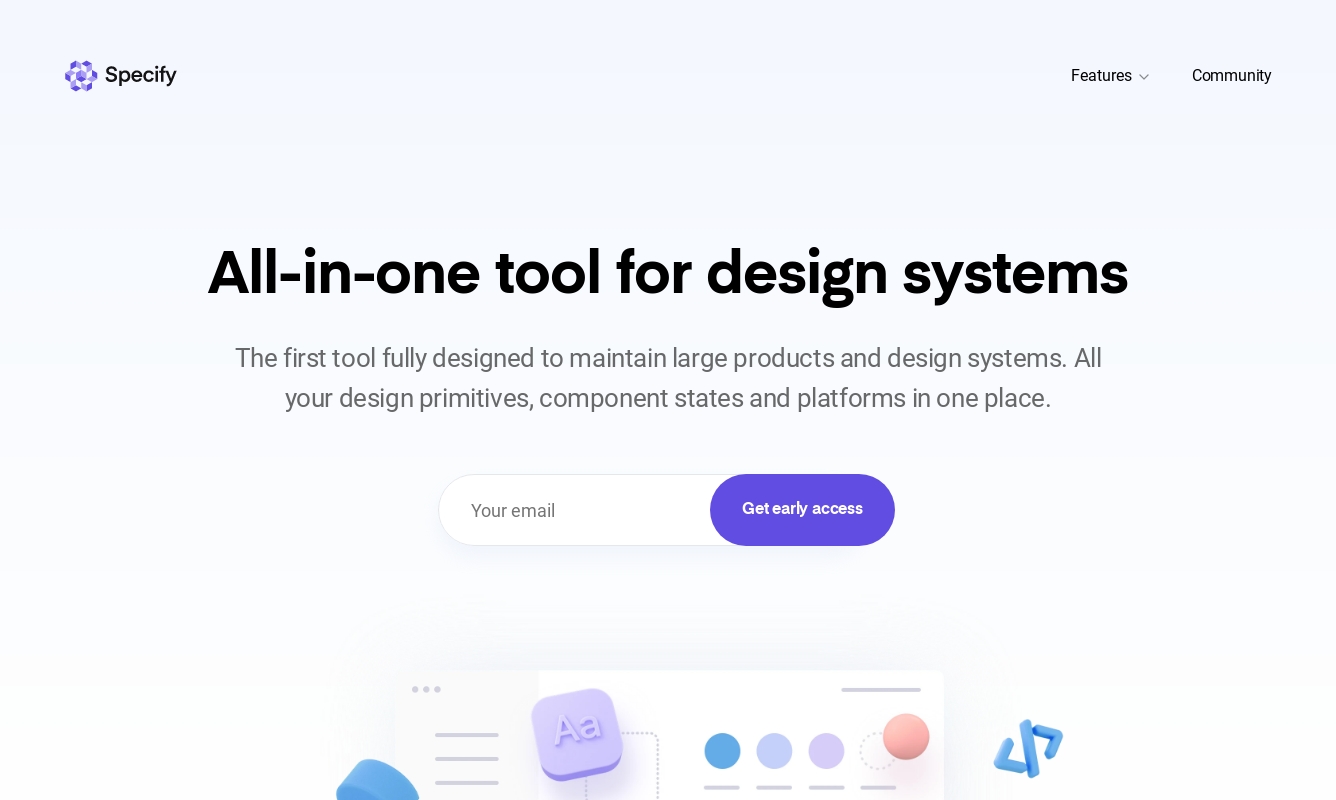 Specify
Features
Community
All-in-one tool for design systems
The first tool fully designed to maintain large products and design systems. All
your design primitives, component states and platforms in one place.
Your email
Get early access
Aa